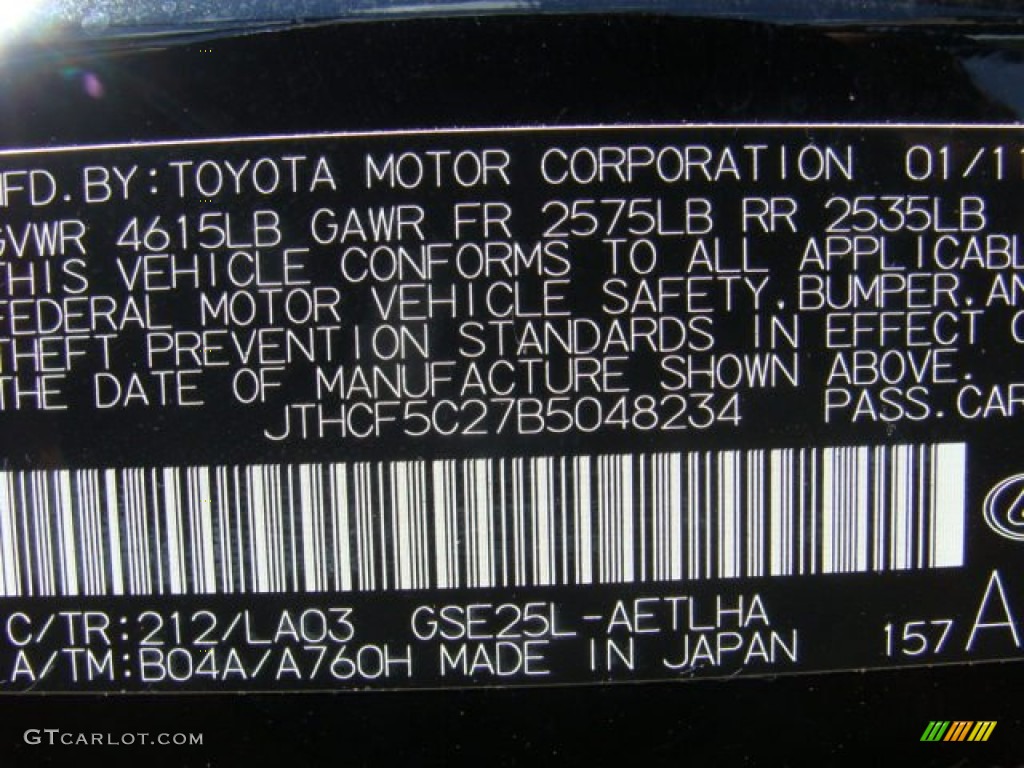 MFD. BY: TOYOTA MOTOR CORPORATION 01/11
GVWR 4615LB GAWR FR 2575LB RR 2535LB
THIS VEHICLE CONFORMS TO ALL APPLICABL
FEDERAL MOTOR VEHICLE SAFETY, BUMPER, AN
THEFT PREVENTION STANDARDS IN EFFECT O
THE DATE OF MANUFACTURE SHOWN ABOVE.
JTHCF5C27B5048234 PASS. CAR
C/TR: 212/LA03 GSE25L-AETLHA
A/TM: B04A/A760H MADE IN JAPAN 157 A
GTCARLOT.COM